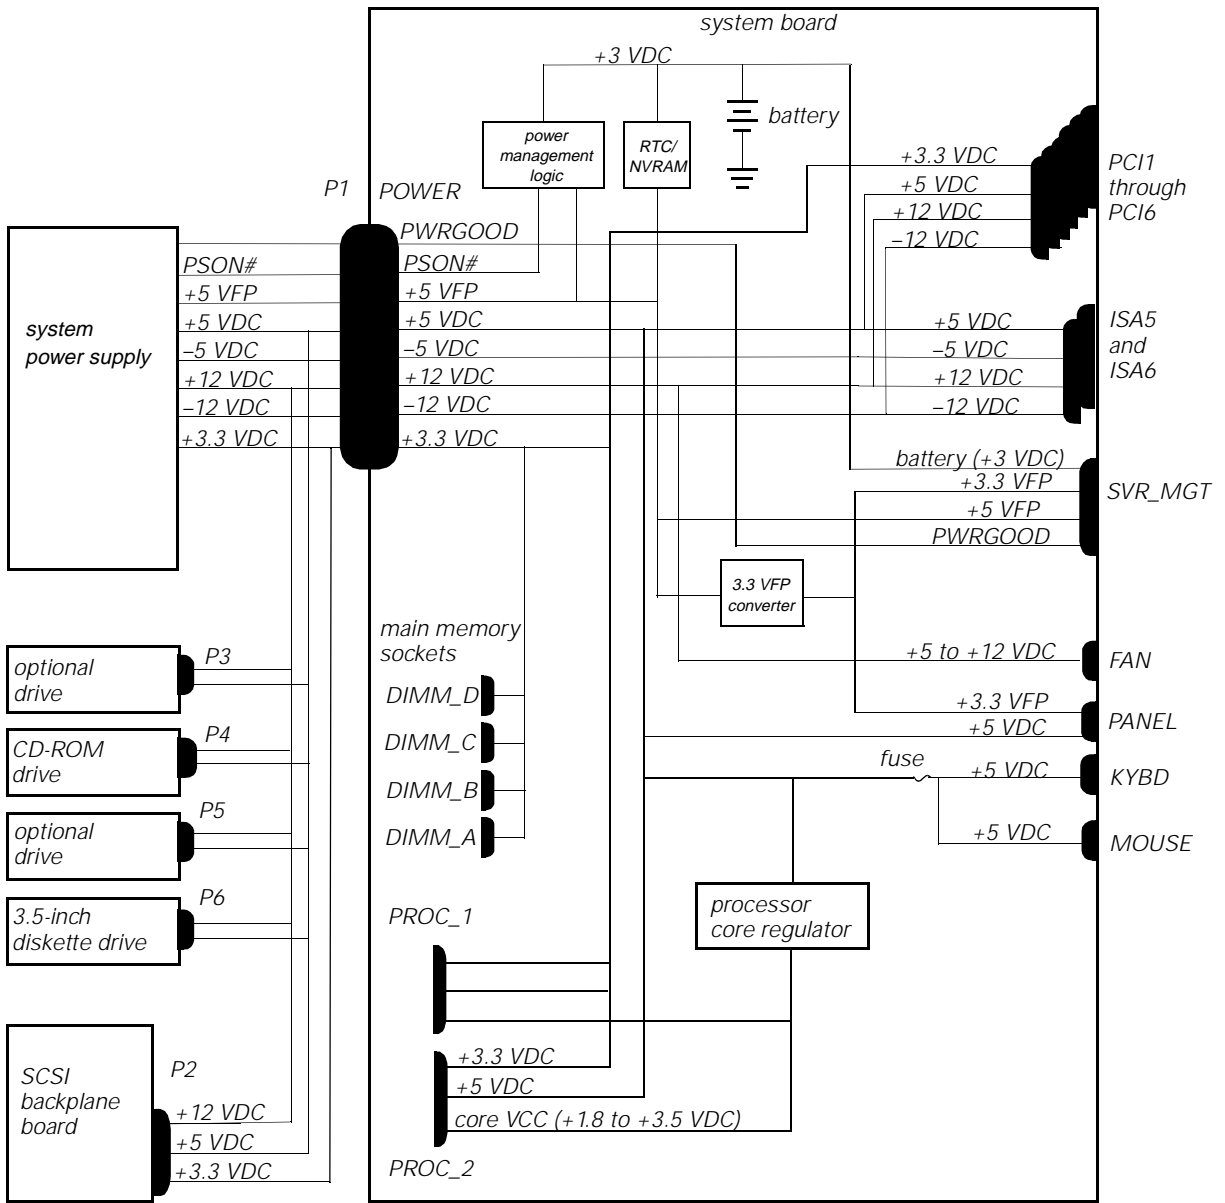 system board
+3 VDC
battery
power
management
logic
RTC/
NVRAM
P1
POWER
+3.3 VDC
+5 VDC
+12 VDC
–12 VDC
PCI1
through
PCI6
system
power supply
PSON#
+5 VFP
+5 VDC
–5 VDC
+12 VDC
–12 VDC
+3.3 VDC
PWRGOOD
PSON#
+5 VFP
+5 VDC
–5 VDC
+12 VDC
–12 VDC
+3.3 VDC
+5 VDC
–5 VDC
+12 VDC
–12 VDC
ISA5
and
ISA6
battery (+3 VDC)
+3.3 VFP
+5 VFP
PWRGOOD
SVR_MGT
3.3 VFP
converter
+5 to +12 VDC
FAN
+3.3 VFP
+5 VDC
PANEL
fuse
+5 VDC
KYBD
+5 VDC
MOUSE
main memory
sockets
DIMM_D
DIMM_C
DIMM_B
DIMM_A
optional
drive
P3
CD-ROM
drive
P4
optional
drive
P5
3.5-inch
diskette drive
P6
processor
core regulator
PROC_1
+3.3 VDC
+5 VDC
core VCC (+1.8 to +3.5 VDC)
PROC_2
SCSI
backplane
board
P2
+12 VDC
+5 VDC
+3.3 VDC